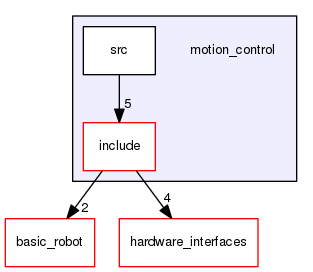 src
motion_control
5
include
2
4
basic_robot
hardware_interfaces